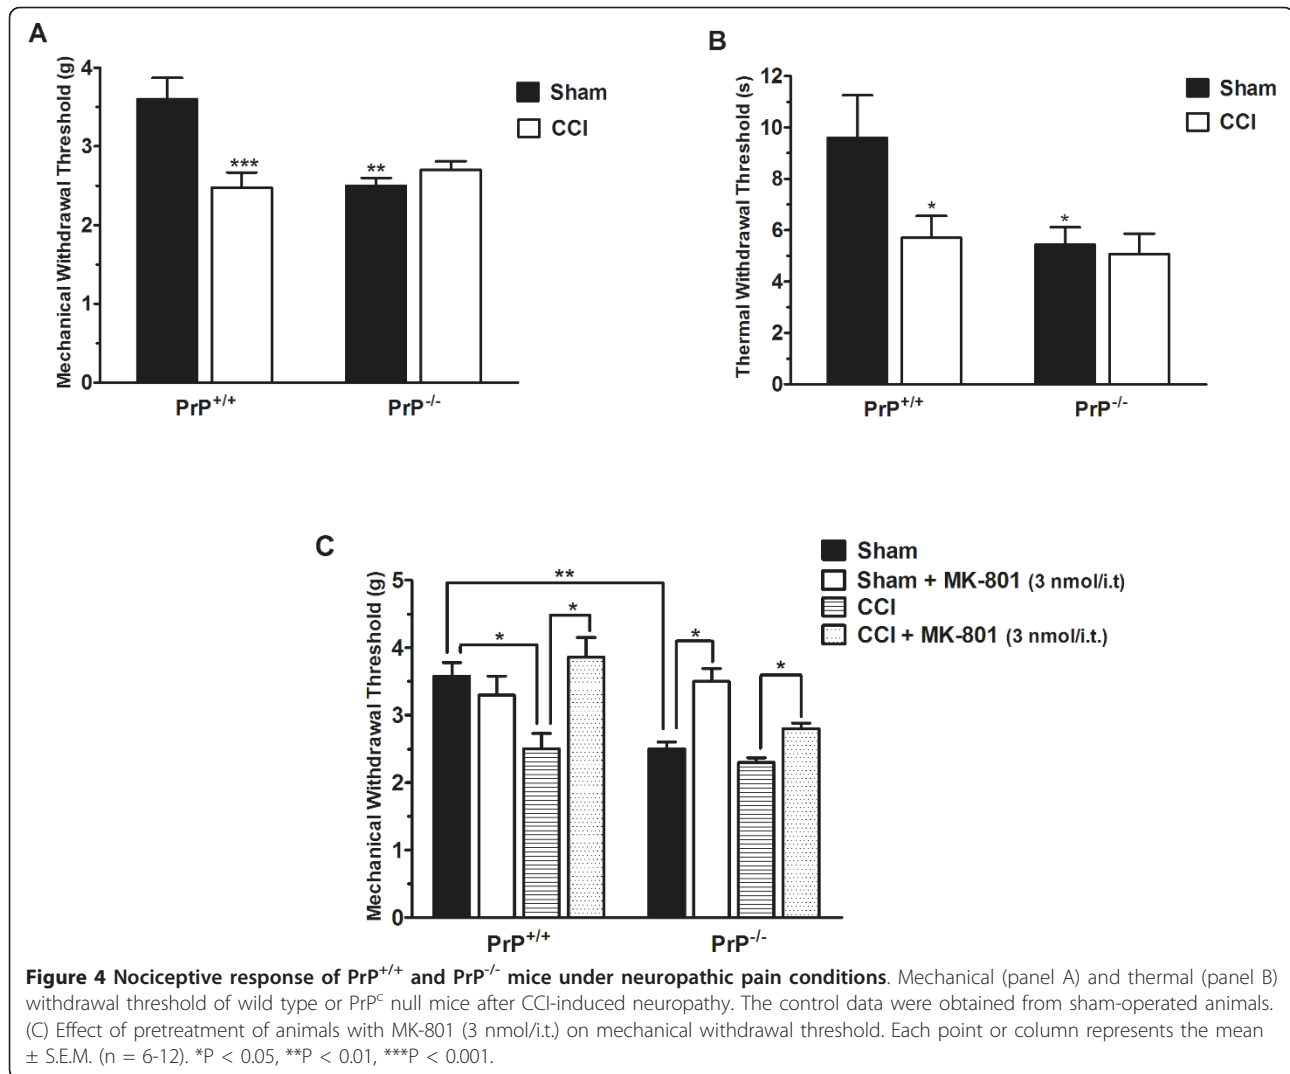 A
Mechanical Withdrawal Threshold (g)
4
3
2
1
0
***
**
Sham
CCI
PrP+/+
PrP-/-
B
Thermal Withdrawal Threshold (s)
12
10
8
6
4
2
0
*
*
Sham
CCI
PrP+/+
PrP-/-
C
Mechanical Withdrawal Threshold (g)
5
4
3
2
1
0
**
*
*
*
*
Sham
Sham + MK-801 (3 nmol/i.t)
CCI
CCI + MK-801 (3 nmol/i.t.)
PrP+/+
PrP-/-
Figure 4 Nociceptive response of PrP+/+ and PrP-/- mice under neuropathic pain conditions. Mechanical (panel A) and thermal (panel B)
withdrawal threshold of wild type or PrPc null mice after CCI-induced neuropathy. The control data were obtained from sham-operated animals.
(C) Effect of pretreatment of animals with MK-801 (3 nmol/i.t.) on mechanical withdrawal threshold. Each point or column represents the mean
± S.E.M. (n = 6-12). *P < 0.05, **P < 0.01, ***P < 0.001.